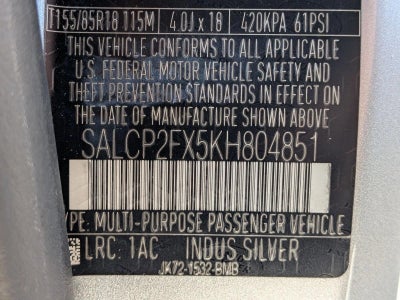 T155/85R18 115M 4.0J x 18 420KPA 61PSI
THIS VEHICLE CONFORMS TO ALL APPLICABLE
U.S. FEDERAL MOTOR VEHICLE SAFETY AND
THEFT PREVENTION STANDARDS IN EFFECT ON
THE DATE OF MANUFACTURE SHOWN ABOVE.
SALCP2FX5KH804851
YPE: MULTI-PURPOSE PASSENGER VEHICLE
LRC: 1AC INDUS SILVER
JK72-1532-BMB